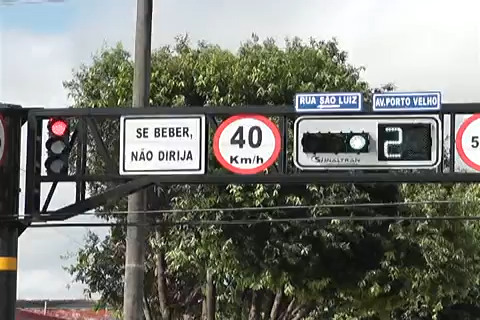 RUA SÃO LUIZ
AV.PORTO VELHO
SE BEBER,
NÃO DIRIJA
40
Km/h
2
SINALTRAN
5